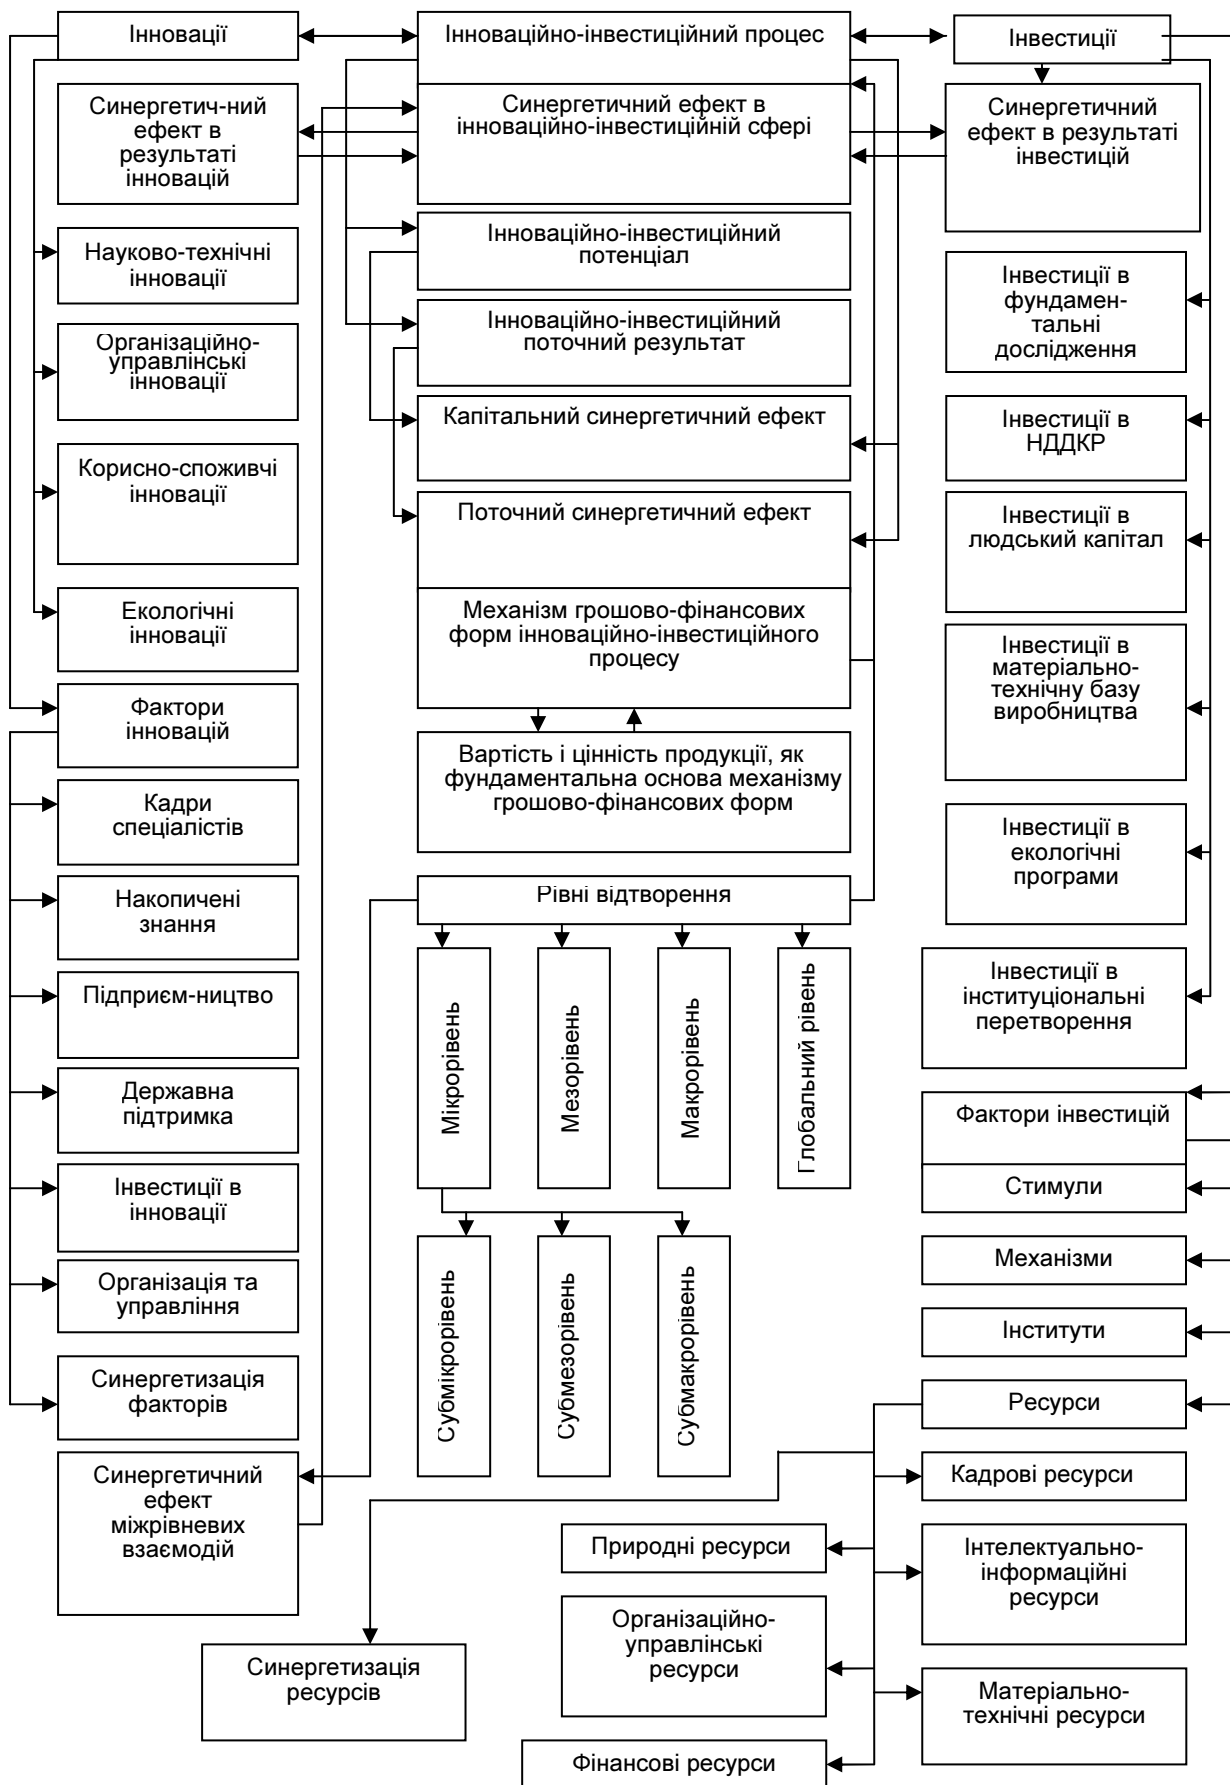 Інновації
Інноваційно-інвестиційний процес
Інвестиції
Синергетич-ний
ефект в
результаті
інновацій
Синергетичний ефект в
інноваційно-інвестиційній сфері
Синергетичний
ефект в результаті
інвестицій
Науково-технічні
інновації
Організаційно-
управлінські
інновації
Корисно-споживчі
інновації
Екологічні
інновації
Фактори
інновацій
Кадри
спеціалістів
Накопичені
знання
Підприєм-ництво
Державна
підтримка
Інвестиції в
інновації
Організація та
управління
Синергетизація
факторів
Синергетичний
ефект
міжрівневих
взаємодій
Інноваційно-інвестиційний
потенціал
Інноваційно-інвестиційний
поточний результат
Капітальний синергетичний ефект
Поточний синергетичний ефект
Механізм грошово-фінансових
форм інноваційно-інвестиційного
процесу
Вартість і цінність продукції, як
фундаментальна основа механізму
грошово-фінансових форм
Рівні відтворення
Мікрорівень
Мезорівень
Макрорівень
Глобальний рівень
Субмікрорівень
Субмезорівень
Субмакрорівень
Інвестиції в
фундамен-
тальні
дослідження
Інвестиції в
НДДКР
Інвестиції в
людський капітал
Інвестиції в
матеріально-
технічну базу
виробництва
Інвестиції в
екологічні
програми
Інвестиції в
інституціональні
перетворення
Фактори інвестицій
Стимули
Механізми
Інститути
Ресурси
Кадрові ресурси
Природні ресурси
Інтелектуально-
інформаційні
ресурси
Організаційно-
управлінські
ресурси
Синергетизація
ресурсів
Матеріально-
технічні ресурси
Фінансові ресурси